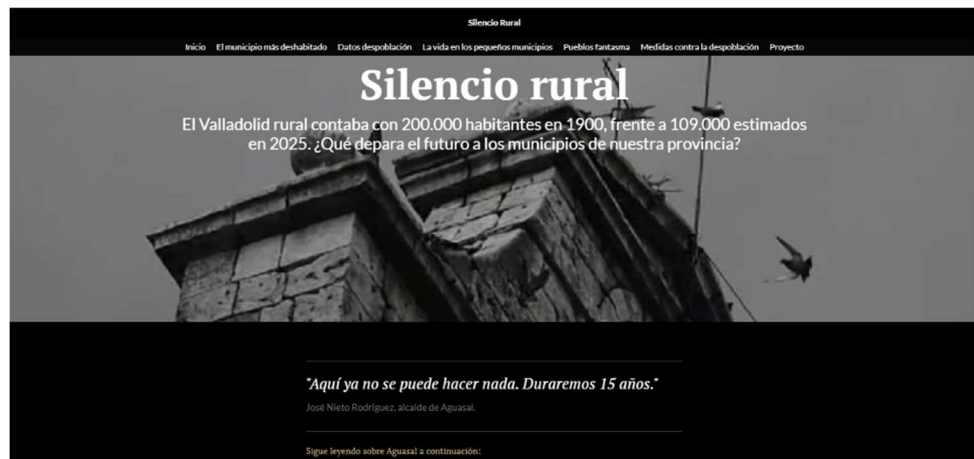 Silencio Rural
Inicio El municipio más deshabitado Datos despoblación La vida en los pequeños municipios Pueblos fantasma Medidas contra la despoblación Proyecto
Silencio rural
El Valladolid rural contaba con 200.000 habitantes en 1900, frente a 109.000 estimados
en 2025. ¿Qué depara el futuro a los municipios de nuestra provincia?
"Aquí ya no se puede hacer nada. Duraremos 15 años."
José Nieto Rodríguez, alcalde de Aguasal.
Sigue leyendo sobre Aguasal a continuación: